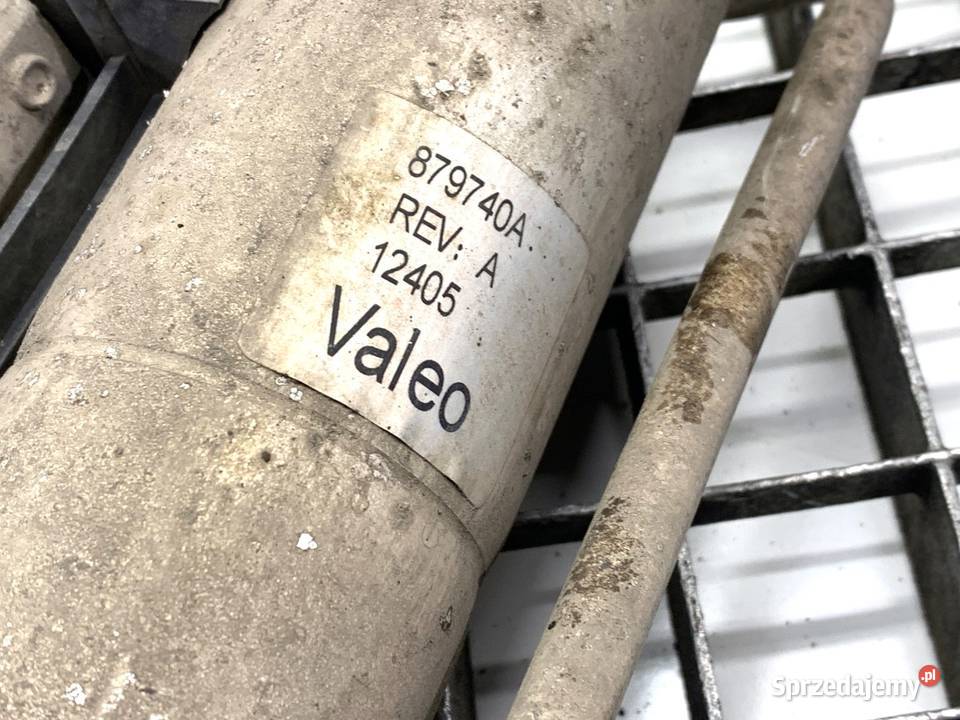 879740A
REV: A
12405
Valeo
Sprzedajemy.pl